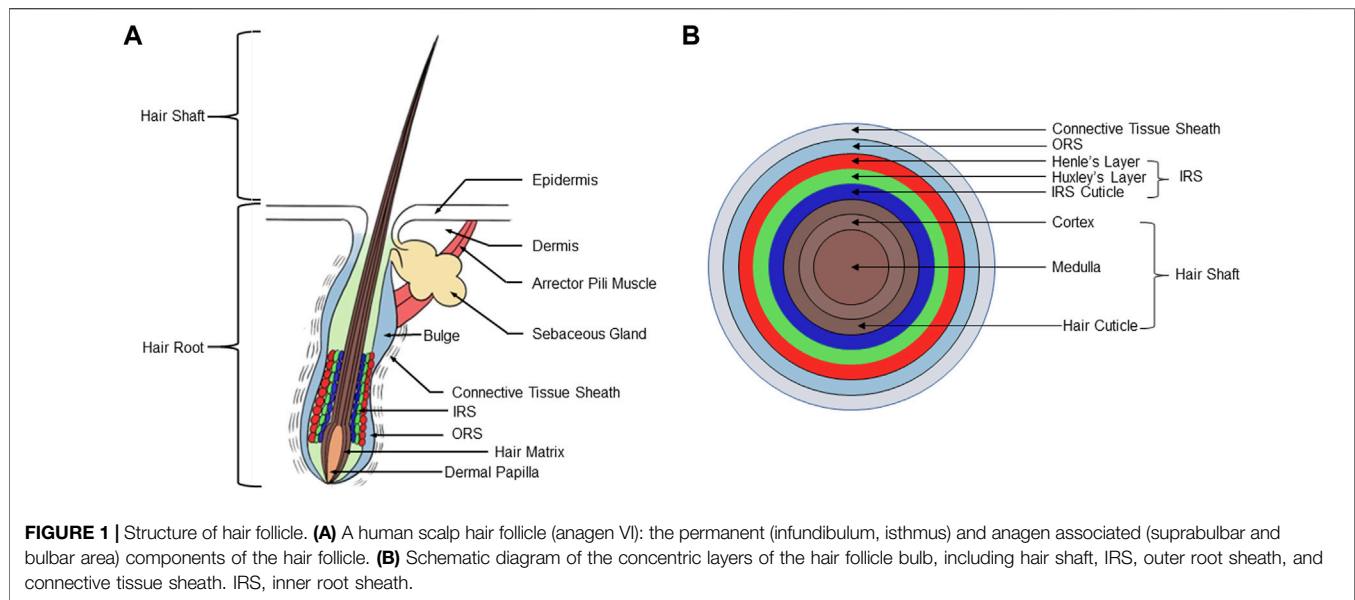 A
B
Hair Shaft
Hair Root
Epidermis
Dermis
Arrector Pili Muscle
Sebaceous Gland
Bulge
Connective Tissue Sheath
IRS
ORS
Hair Matrix
Dermal Papilla
Connective Tissue Sheath
ORS
Henle's Layer
Huxley's Layer
IRS
IRS Cuticle
Cortex
Medulla
Hair Shaft
Hair Cuticle
FIGURE 1 | Structure of hair follicle. (A) A human scalp hair follicle (anagen VI): the permanent (infundibulum, isthmus) and anagen associated (suprabulbar and
bulbar area) components of the hair follicle. (B) Schematic diagram of the concentric layers of the hair follicle bulb, including hair shaft, IRS, outer root sheath, and
connective tissue sheath. IRS, inner root sheath.